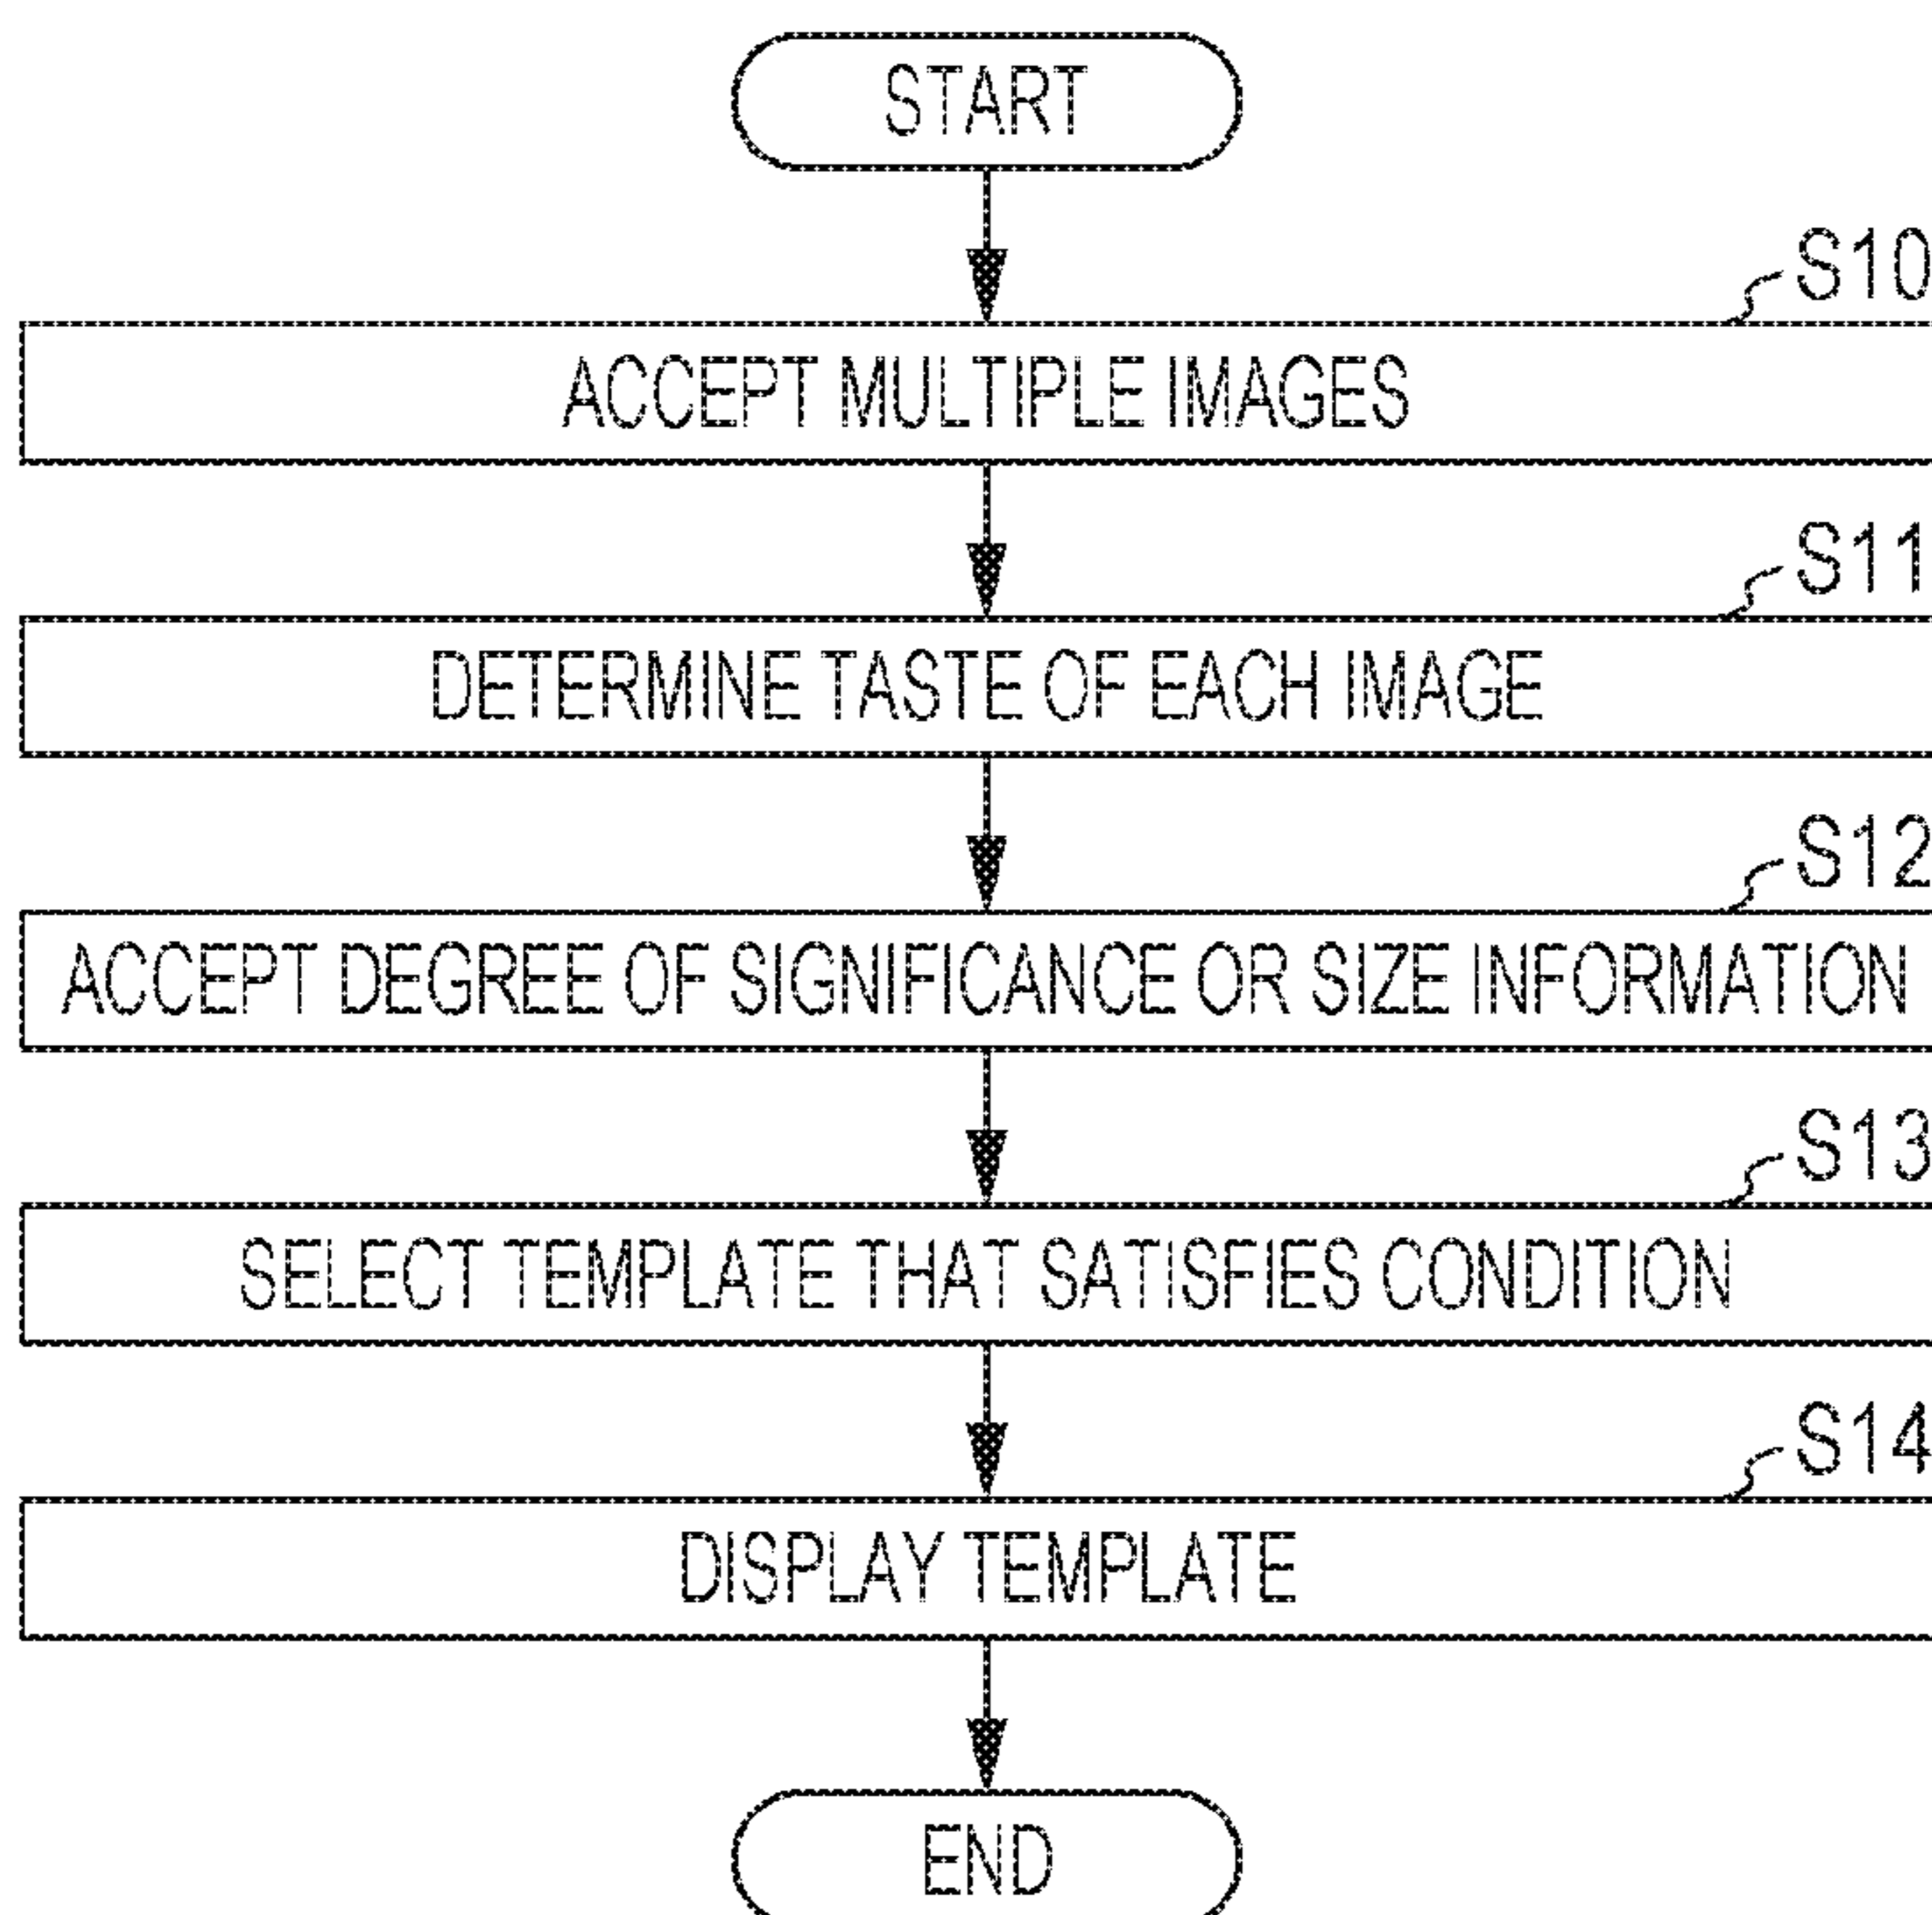 START
S10
ACCEPT MULTIPLE IMAGES
S11
DETERMINE TASTE OF EACH IMAGE
S12
ACCEPT DEGREE OF SIGNIFICANCE OR SIZE INFORMATION
S13
SELECT TEMPLATE THAT SATISFIES CONDITION
S14
DISPLAY TEMPLATE
END